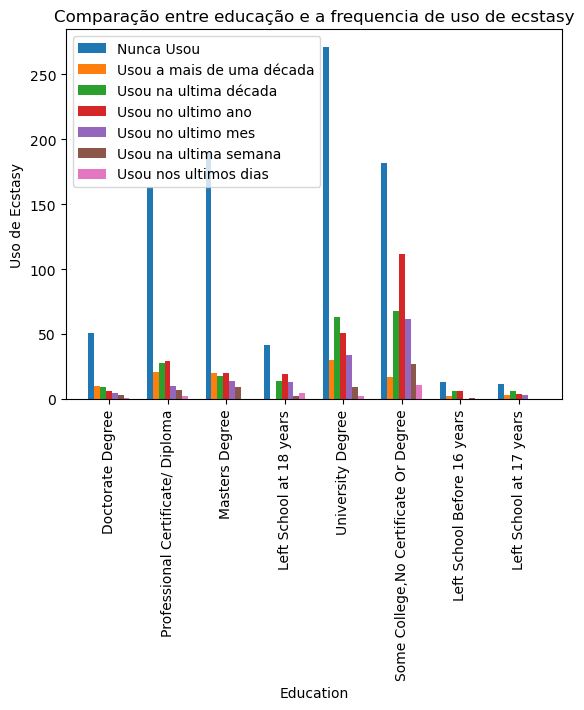 Comparação entre educação e a frequencia de uso de ecstasy
Nunca Usou
Usou a mais de uma década
Usou na ultima década
Usou no ultimo ano
Usou no ultimo mes
Usou na ultima semana
Usou nos ultimos dias
Uso de Ecstasy
250
200
150
100
50
0
Doctorate Degree
Professional Certificate/ Diploma
Masters Degree
Left School at 18 years
University Degree
Some College,No Certificate Or Degree
Left School Before 16 years
Left School at 17 years
Education